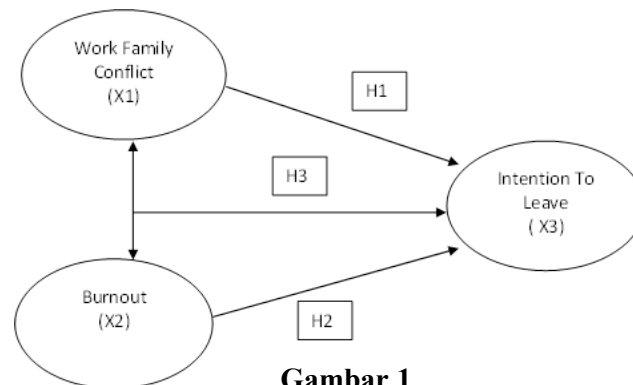 Work Family
Conflict
(X1)
H1
H3
Intention To
Leave
( X3)
Burnout
(X2)
H2
Gambar 1